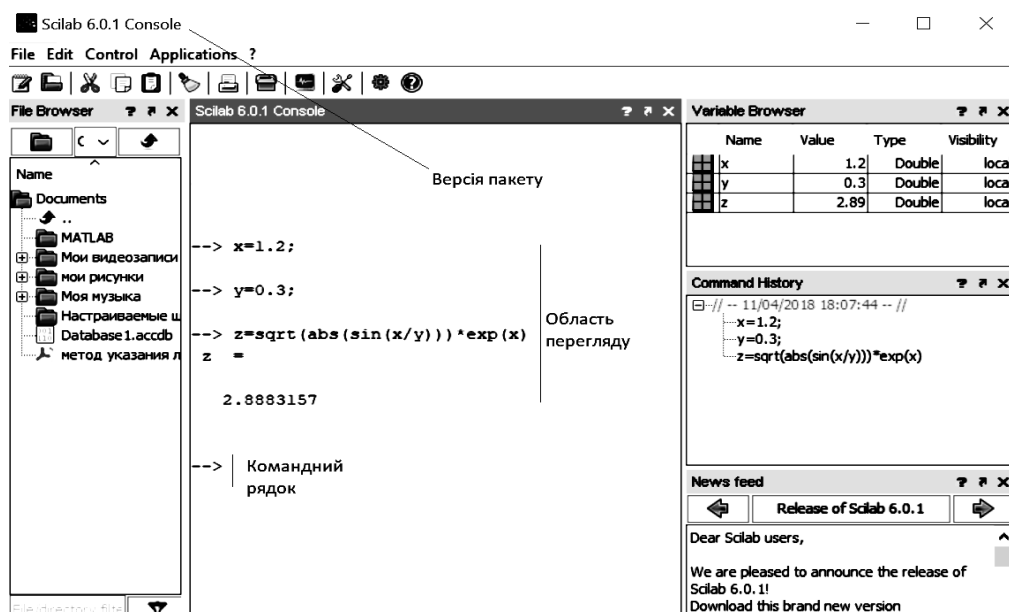 Scilab 6.0.1 Console
File Edit Control Applications ?
File Browser
Scilab 6.0.1 Console
Variable Browser
C
Name
Documents
..
MATLAB
Мои видеозаписи
мои рисунки
Моя музыка
Настраиваемые ш
Database1.accdb
метод указания л
File/directory filte
Версія пакету
--> x=1.2;
--> y=0.3;
--> z=sqrt(abs(sin(x/y)))*exp(x)
z =
2.8883157
Область
перегляду
--> Командний
рядок
Name Value Type Visibility
x 1.2 Double loca
y 0.3 Double loca
z 2.89 Double loca
Command History
// -- 11/04/2018 18:07:44 -- //
x=1.2;
y=0.3;
z=sqrt(abs(sin(x/y)))*exp(x)
News feed
Release of Scilab 6.0.1
Dear Scilab users,
We are pleased to announce the release of
Scilab 6.0.1!
Download this brand new version